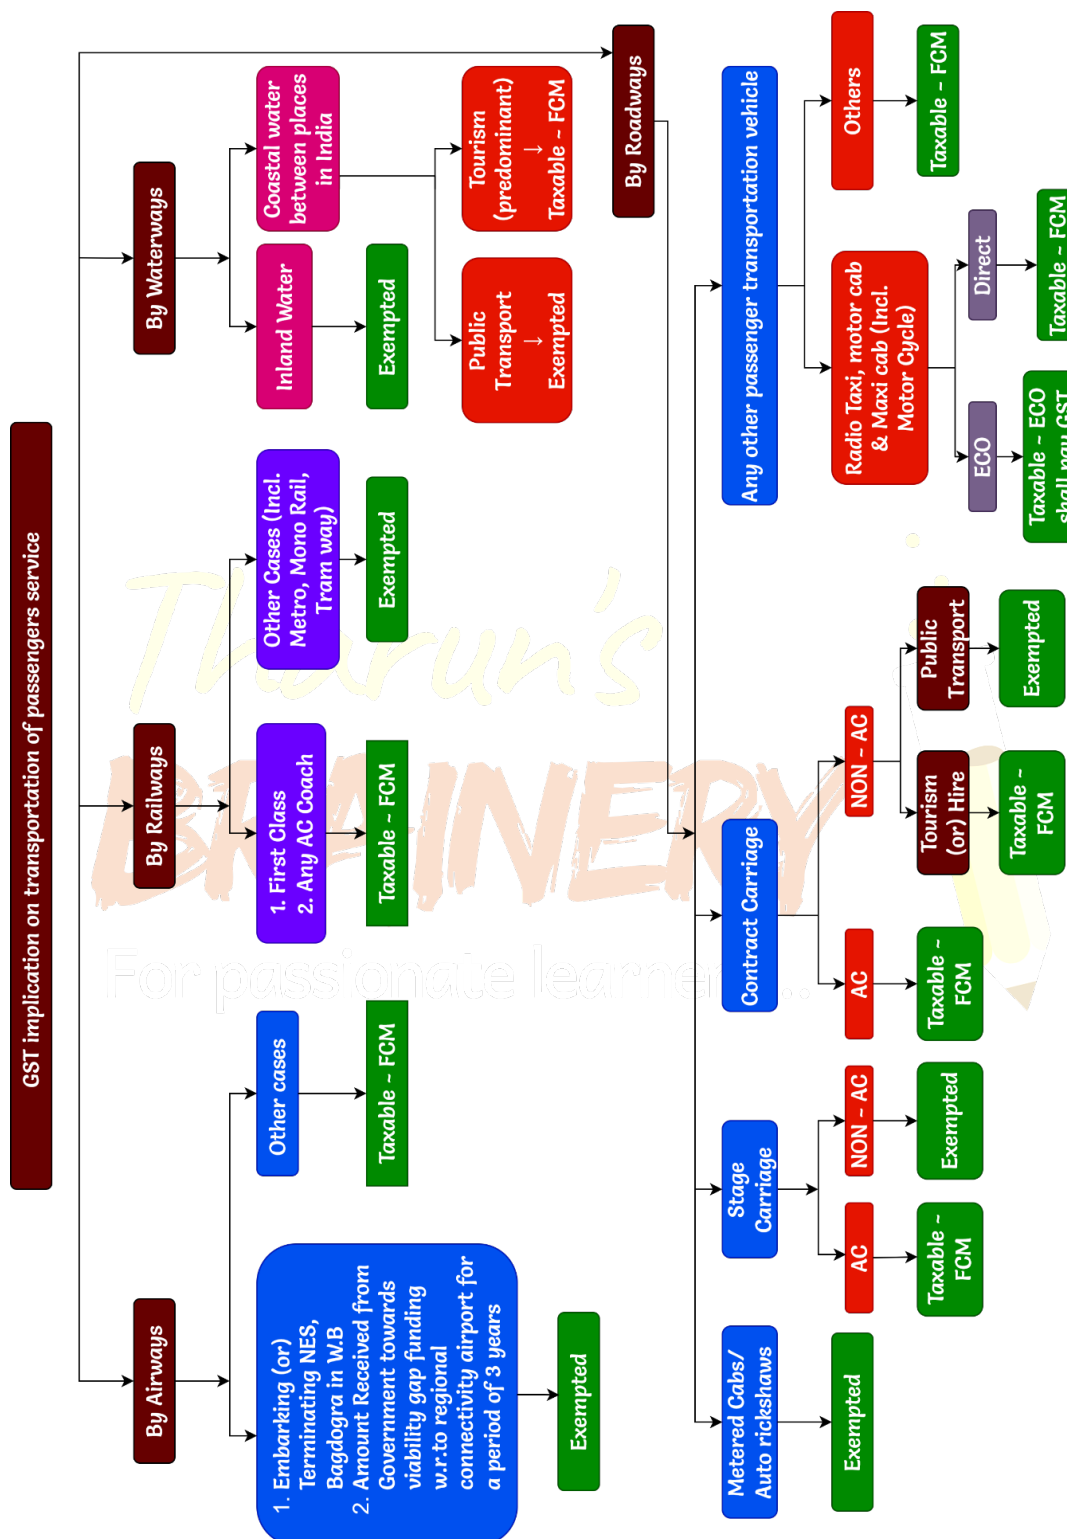 GST implication on transportation of passengers service
By Airways
1. Embarking (or)
Terminating NES,
Bagdogra in W.B
2. Amount Received from
Government towards
viability gap funding
w.r.to regional
connectivity airport for
a period of 3 years
Exempted
Other cases
Taxable ~ FCM
By Railways
1. First Class
2. Any AC Coach
Taxable ~ FCM
Other Cases (Incl.
Metro, Mono Rail,
Tram way)
Exempted
By Waterways
Inland Water
Exempted
Coastal water
between places
in India
Public
Transport
↓
Exempted
Tourism
(predominant)
↓
Taxable ~ FCM
By Roadways
Metered Cabs/
Auto rickshaws
Exempted
Stage
Carriage
AC
Taxable ~
FCM
NON ~ AC
Exempted
Contract Carriage
AC
Taxable ~
FCM
NON ~ AC
Tourism
(or) Hire
Taxable ~
FCM
Public
Transport
Exempted
Any other passenger transportation vehicle
Radio Taxi, motor cab
& Maxi cab (Incl.
Motor Cycle)
ECO
Taxable ~ ECO
shall pay GST
Direct
Taxable ~ FCM
Others
Taxable ~ FCM
Tharun's
BRAINERY
For passionate learner...